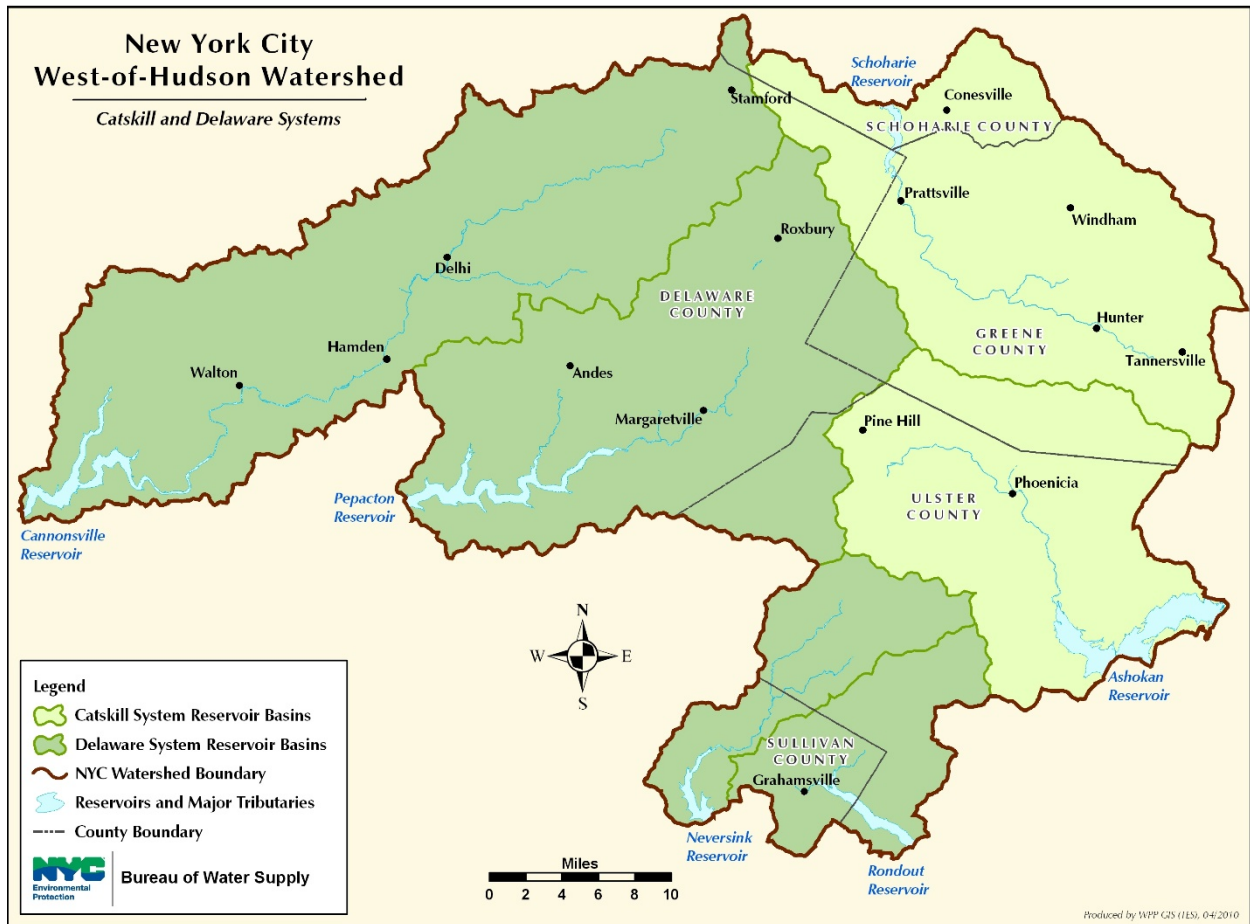 New York City
West-of-Hudson Watershed
Catskill and Delaware Systems
Schoharie
Reservoir
Stamford
Conesville
SCHOHARIE COUNTY
Prattsville
Windham
Roxbury
Delhi
DELAWARE
COUNTY
Hunter
GREENE
COUNTY
Tannersville
Hamden
Walton
Andes
Margaretville
Pine Hill
Phoenicia
ULSTER
COUNTY
Pepacton
Reservoir
Cannonsville
Reservoir
N
W
E
S
Ashokan
Reservoir
SULLIVAN
COUNTY
Grahamsville
Neversink
Reservoir
Rondout
Reservoir
Legend
Catskill System Reservoir Basins
Delaware System Reservoir Basins
NYC Watershed Boundary
Reservoirs and Major Tributaries
County Boundary
NYC
Environmental
Protection
Bureau of Water Supply
Miles
0 2 4 6 8 10
Produced by WPP GIS (TES), 04/2010